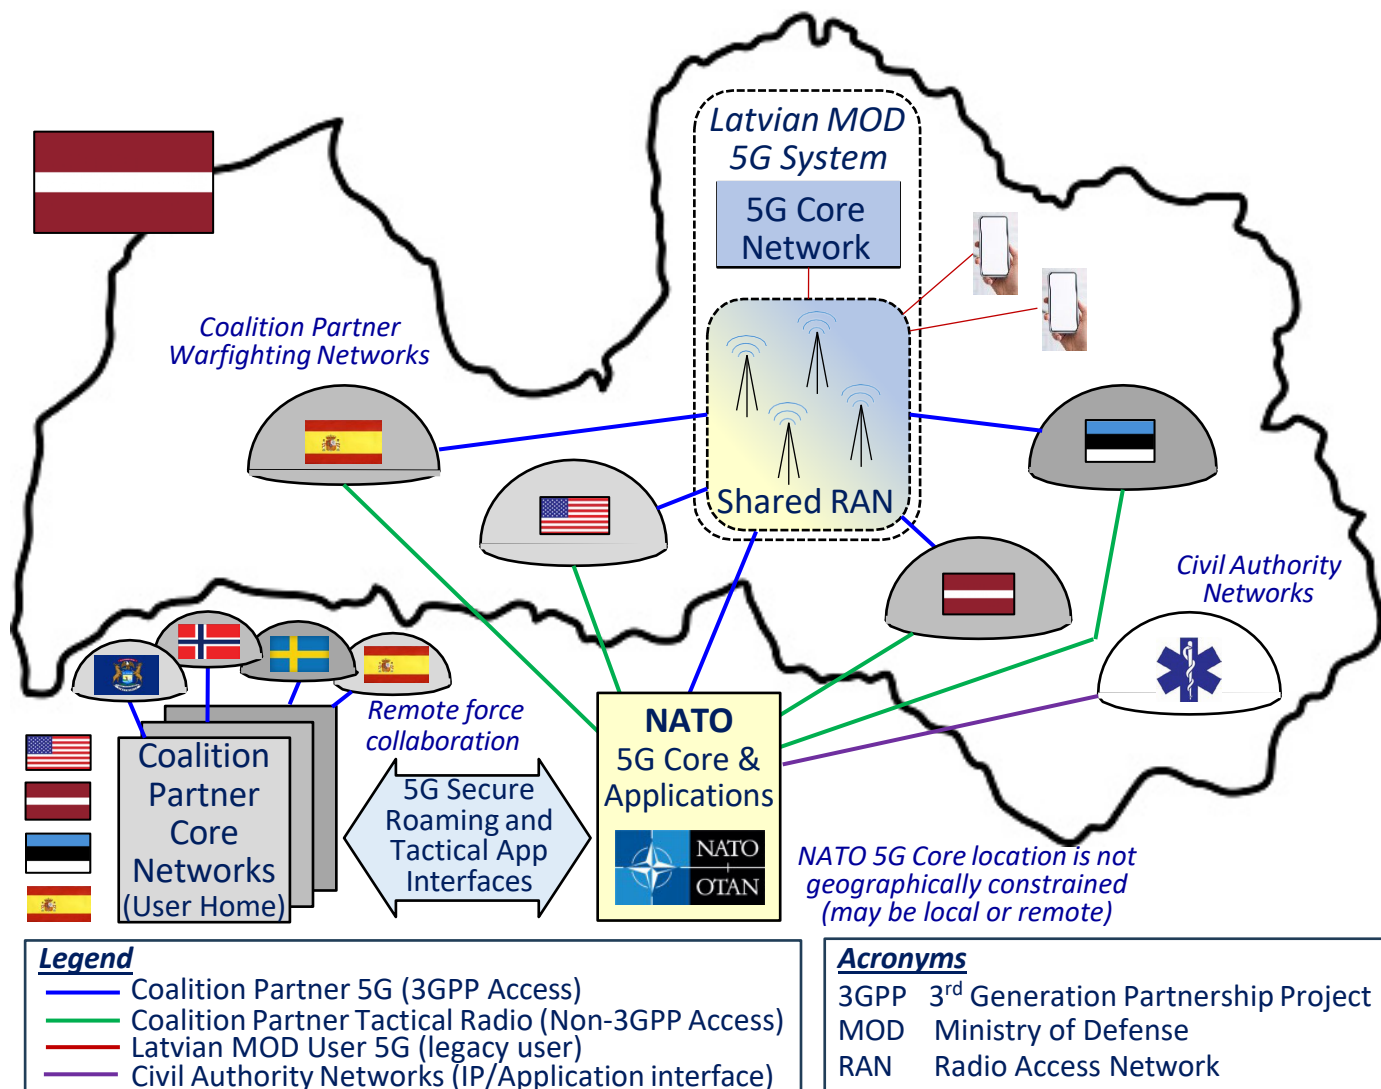 Latvian MOD
5G System
5G Core
Network
Coalition Partner
Warfighting Networks
Shared RAN
Civil Authority
Networks
Remote force
collaboration
Coalition
Partner
Core
Networks
(User Home)
5G Secure
Roaming and
Tactical App
Interfaces
NATO
5G Core &
Applications
NATO
OTAN
NATO 5G Core location is not
geographically constrained
(may be local or remote)
Legend
Coalition Partner 5G (3GPP Access)
Coalition Partner Tactical Radio (Non-3GPP Access)
Latvian MOD User 5G (legacy user)
Civil Authority Networks (IP/Application interface)
Acronyms
3GPP 3rd Generation Partnership Project
MOD Ministry of Defense
RAN Radio Access Network